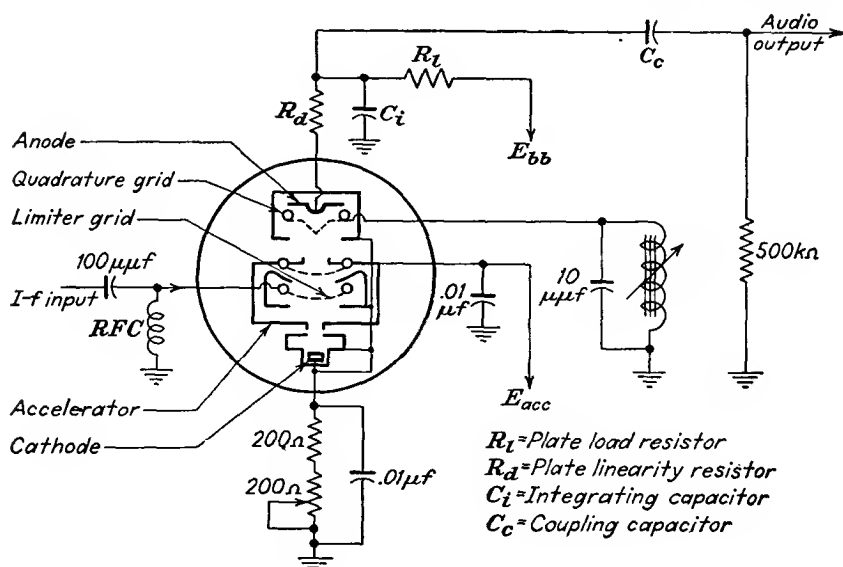 Audio
output
C_c
R_l
R_d
C_i
E_bb
Anode
Quadrature grid
Limiter grid
100μμf
I-f input
RFC
.01
μf
10
μμf
500kΩ
Accelerator
Cathode
E_acc
200Ω
200Ω
.01μf
R_l=Plate load resistor
R_d=Plate linearity resistor
C_i=Integrating capacitor
C_c=Coupling capacitor